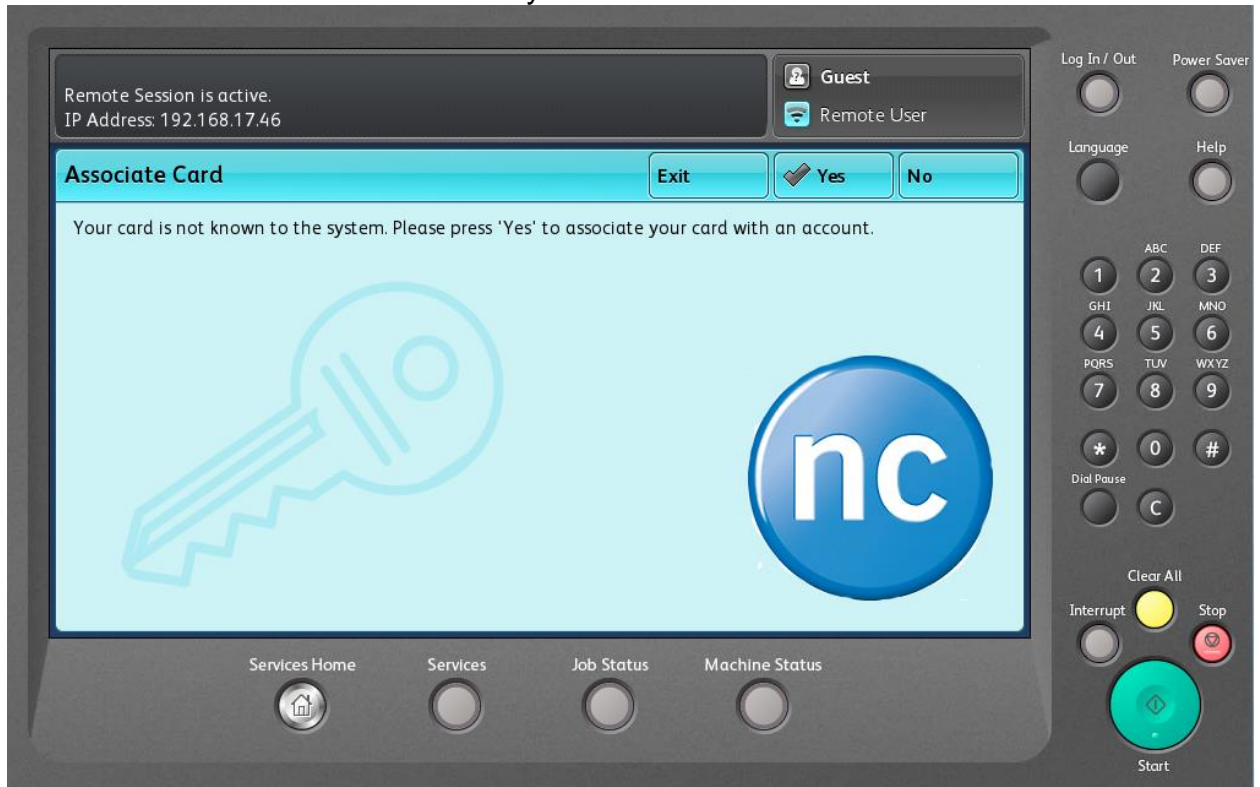 y
Remote Session is active.
IP Address: 192.168.17.46
Guest
Remote User
Associate Card
Exit
Yes
No
Your card is not known to the system. Please press 'Yes' to associate your card with an account.
nc
Services Home
Services
Job Status
Machine Status
Log In / Out
Power Saver
Language
Help
ABC
DEF
1
2
3
GHI
JKL
MNO
4
5
6
PQRS
TUV
WXYZ
7
8
9
*
0
#
Dial Pause
C
Clear All
Interrupt
Stop
Start